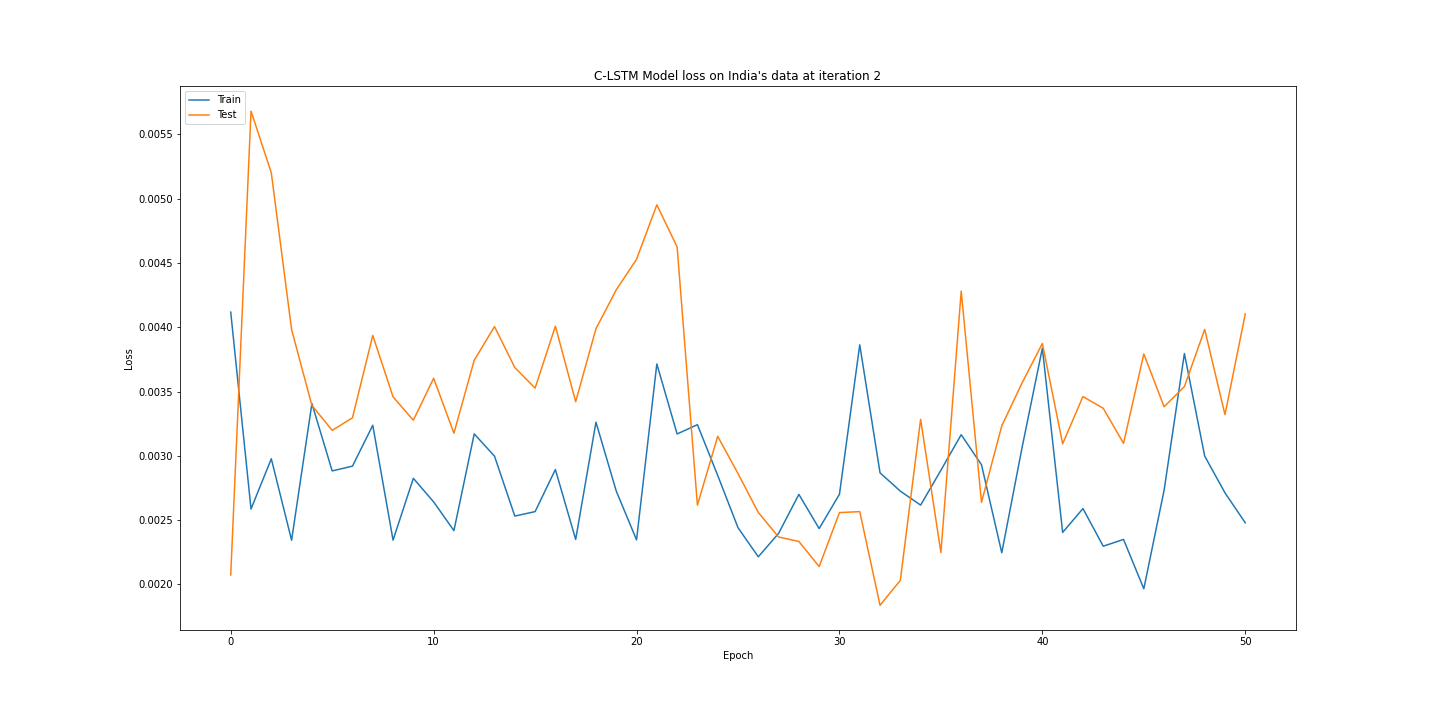 C-LSTM Model loss on India's data at iteration 2
Train
Test
0.0055
0.0050
0.0045
0.0040
0.0035
0.0030
0.0025
0.0020
Loss
0 10 20 30 40 50
Epoch